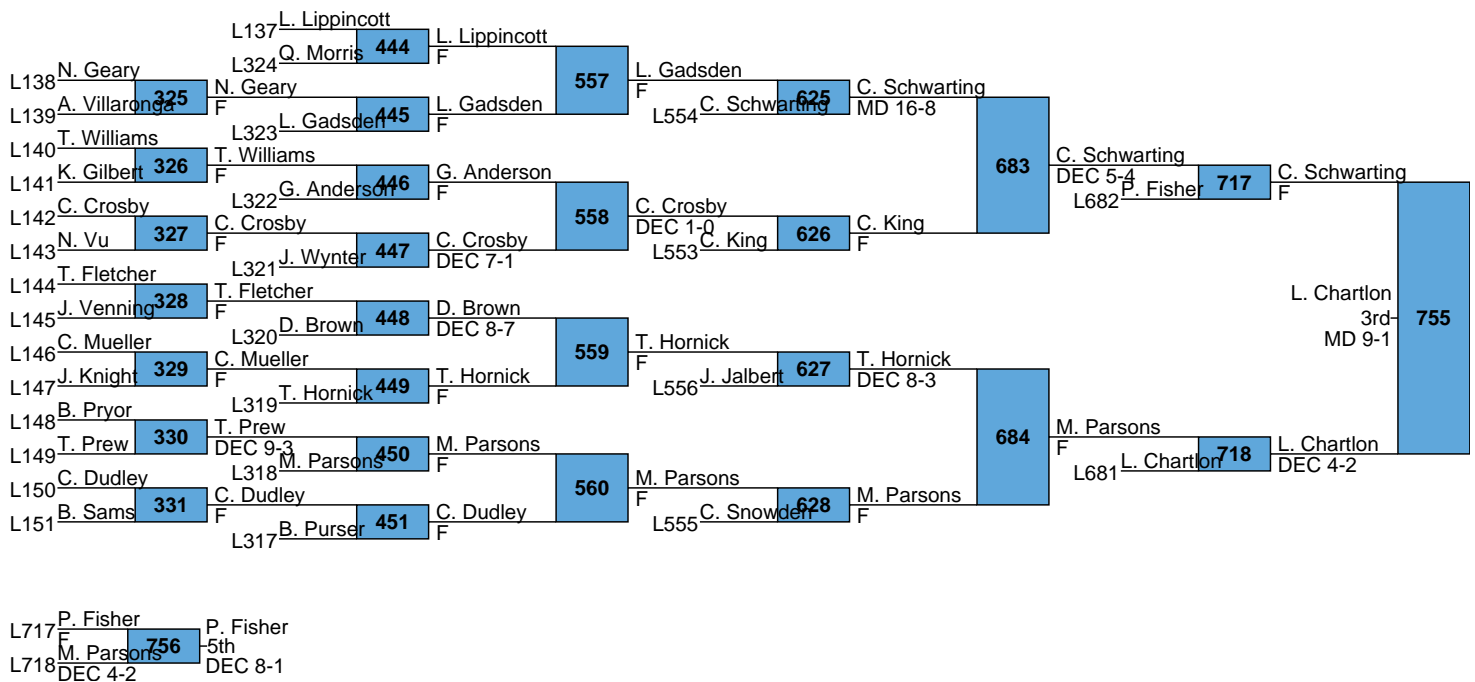 L137 L. Lippincott
L324 Q. Morris
444 L. Lippincott
F
L138 N. Geary
L139 A. Villaronga
325 N. Geary
F
L323 L. Gadsden
445 L. Gadsden
F
557 L. Gadsden
F
L554 C. Schwarting
625 C. Schwarting
MD 16-8
L140 T. Williams
L141 K. Gilbert
326 T. Williams
F
L322 G. Anderson
446 G. Anderson
F
L142 C. Crosby
L143 N. Vu
327 C. Crosby
F
L321 J. Wynter
447 C. Crosby
DEC 7-1
558 C. Crosby
DEC 1-0
L553 C. King
626 C. King
F
683 C. Schwarting
DEC 5-4
L682 P. Fisher
717 C. Schwarting
F
L144 T. Fletcher
L145 J. Venning
328 T. Fletcher
F
L320 D. Brown
448 D. Brown
DEC 8-7
L146 C. Mueller
L147 J. Knight
329 C. Mueller
F
L319 T. Hornick
449 T. Hornick
F
559 T. Hornick
F
L556 J. Jalbert
627 T. Hornick
DEC 8-3
L148 B. Pryor
L149 T. Prew
330 T. Prew
DEC 9-3
L318 M. Parsons
450 M. Parsons
F
L150 C. Dudley
L151 B. Sams
331 C. Dudley
F
L317 B. Purser
451 C. Dudley
F
560 M. Parsons
F
L555 C. Snowden
628 M. Parsons
F
684 M. Parsons
F
L681 L. Chartlon
718 L. Chartlon
DEC 4-2
L. Chartlon
3rd
MD 9-1
755
L717 P. Fisher
F
L718 M. Parsons
DEC 4-2
756 P. Fisher
5th
DEC 8-1